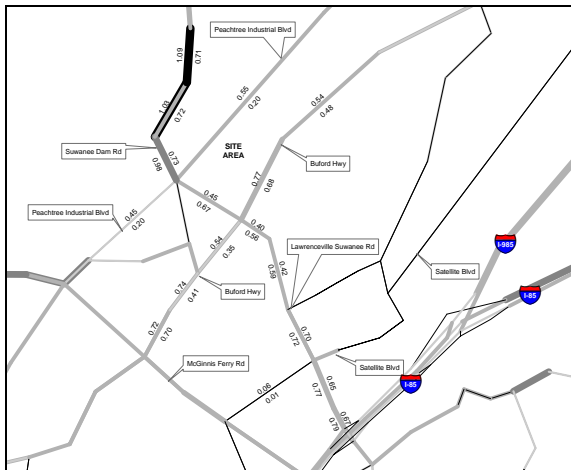 Peachtree Industrial Blvd
1.09
0.71
0.55
0.20
0.54
0.48
1.03
0.72
SITE
AREA
Suwanee Dam Rd
0.73
0.98
Buford Hwy
0.77
0.68
0.45
0.67
Peachtree Industrial Blvd
0.45
0.20
0.40
0.56
0.54
0.35
Lawrenceville Suwanee Rd
I-985
0.42
0.59
Satellite Blvd
0.74
0.41
Buford Hwy
I-85
0.72
0.70
0.70
0.72
McGinnis Ferry Rd
Satellite Blvd
0.06
0.01
0.65
0.77
I-85
0.67
0.79